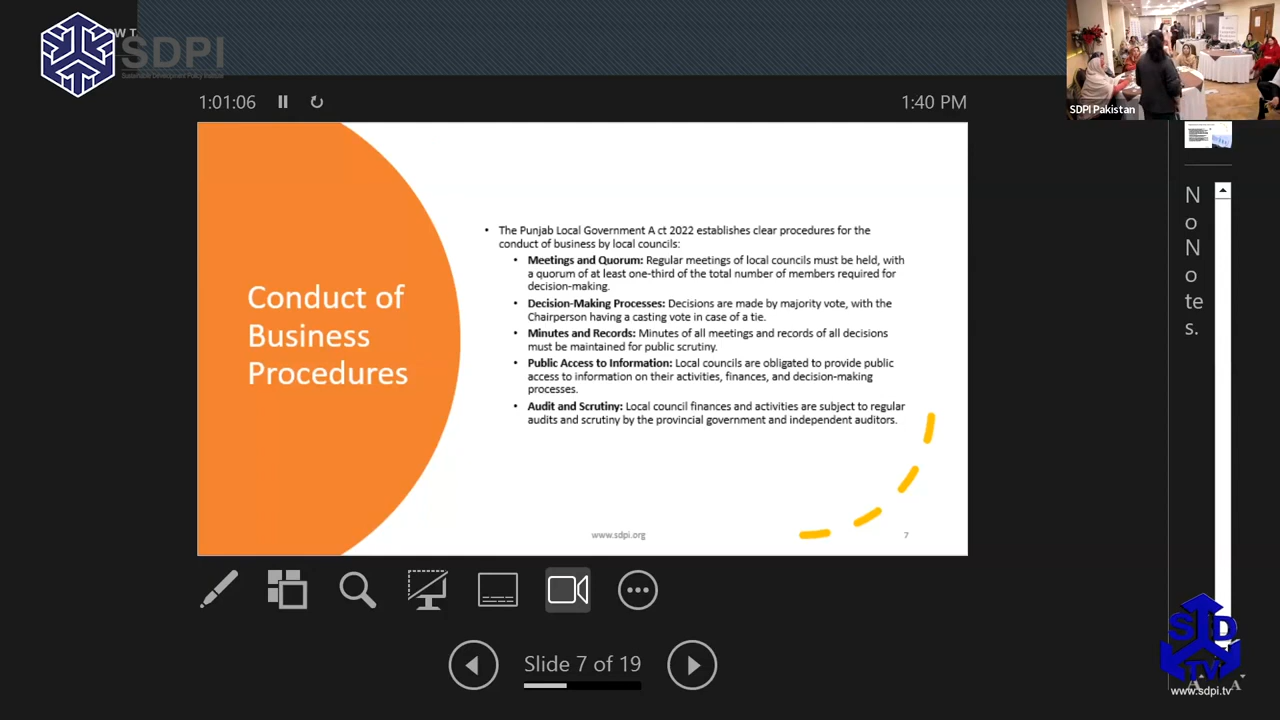 W T
SDPI
Sustainable Development Policy Institute
1:01:06
1:40 PM
SDPI Pakistan
Conduct of
Business
Procedures
• The Punjab Local Government A ct 2022 establishes clear procedures for the
conduct of business by local councils:
• Meetings and Quorum: Regular meetings of local councils must be held, with
a quorum of at least one-third of the total number of members required for
decision-making.
• Decision-Making Processes: Decisions are made by majority vote, with the
Chairperson having a casting vote in case of a tie.
• Minutes and Records: Minutes of all meetings and records of all decisions
must be maintained for public scrutiny.
• Public Access to Information: Local councils are obligated to provide public
access to information on their activities, finances, and decision-making
processes.
• Audit and Scrutiny: Local council finances and activities are subject to regular
audits and scrutiny by the provincial government and independent auditors.
www.sdpi.org
7
N
o
N
o
te
s.
Slide 7 of 19
S D
TV
A A
www.sdpi.tv